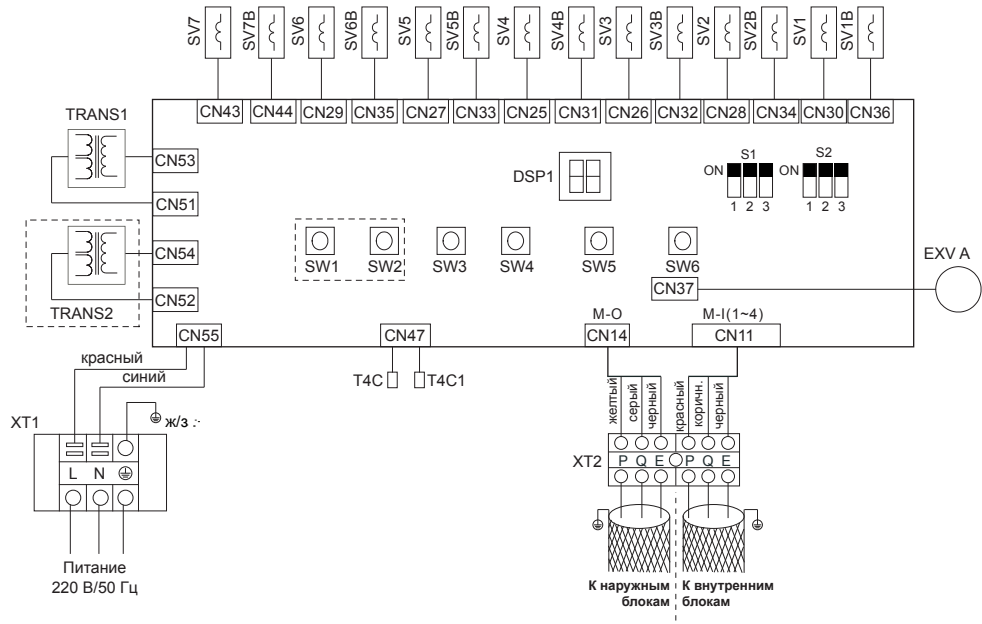 SV7 SV7B SV6 SV6B SV5 SV5B SV4 SV4B SV3 SV3B SV2 SV2B SV1 SV1B
CN43 CN44 CN29 CN35 CN27 CN33 CN25 CN31 CN26 CN32 CN28 CN34 CN30 CN36
TRANS1
CN53
CN51
CN54
CN52
TRANS2
DSP1
S1 S2
ON ON
1 2 3 1 2 3
SW1 SW2 SW3 SW4 SW5 SW6
EXV A
CN37
M-O M-I(1~4)
CN55 CN47 CN14 CN11
красный
синий
T4C T4C1
желтый серый черный красный коричн. черный
XT1
ж/з
L N
XT2 P Q E P Q E
Питание
220 В/50 Гц
К наружным
блокам
К внутренним
блокам